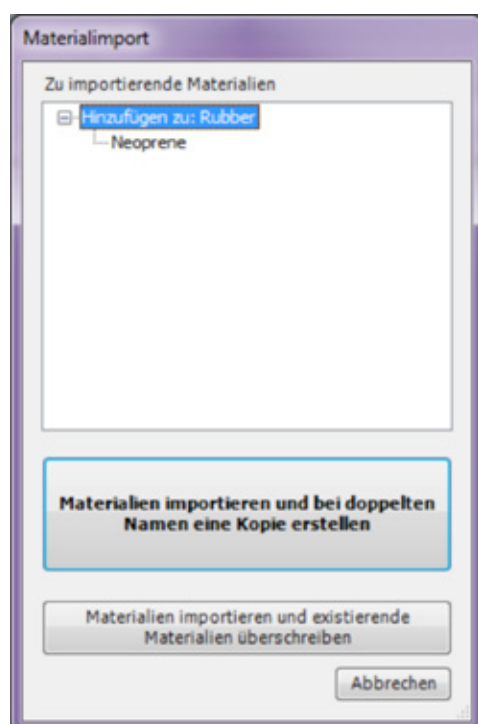 Materialimport
Zu importierende Materialien
Hinzufügen zu: Rubber
Neoprene
Materialien importieren und bei doppelten
Namen eine Kopie erstellen
Materialien importieren und existierende
Materialien überschreiben
Abbrechen